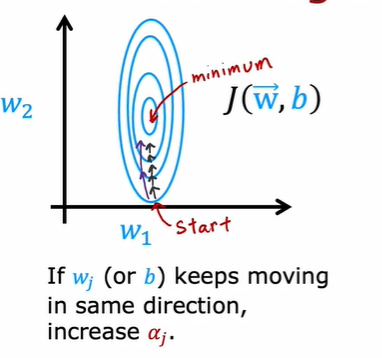 minimum
w₂
J(w⃗, b)
w₁
start
If wⱼ (or b) keeps moving
in same direction,
increase αⱼ.